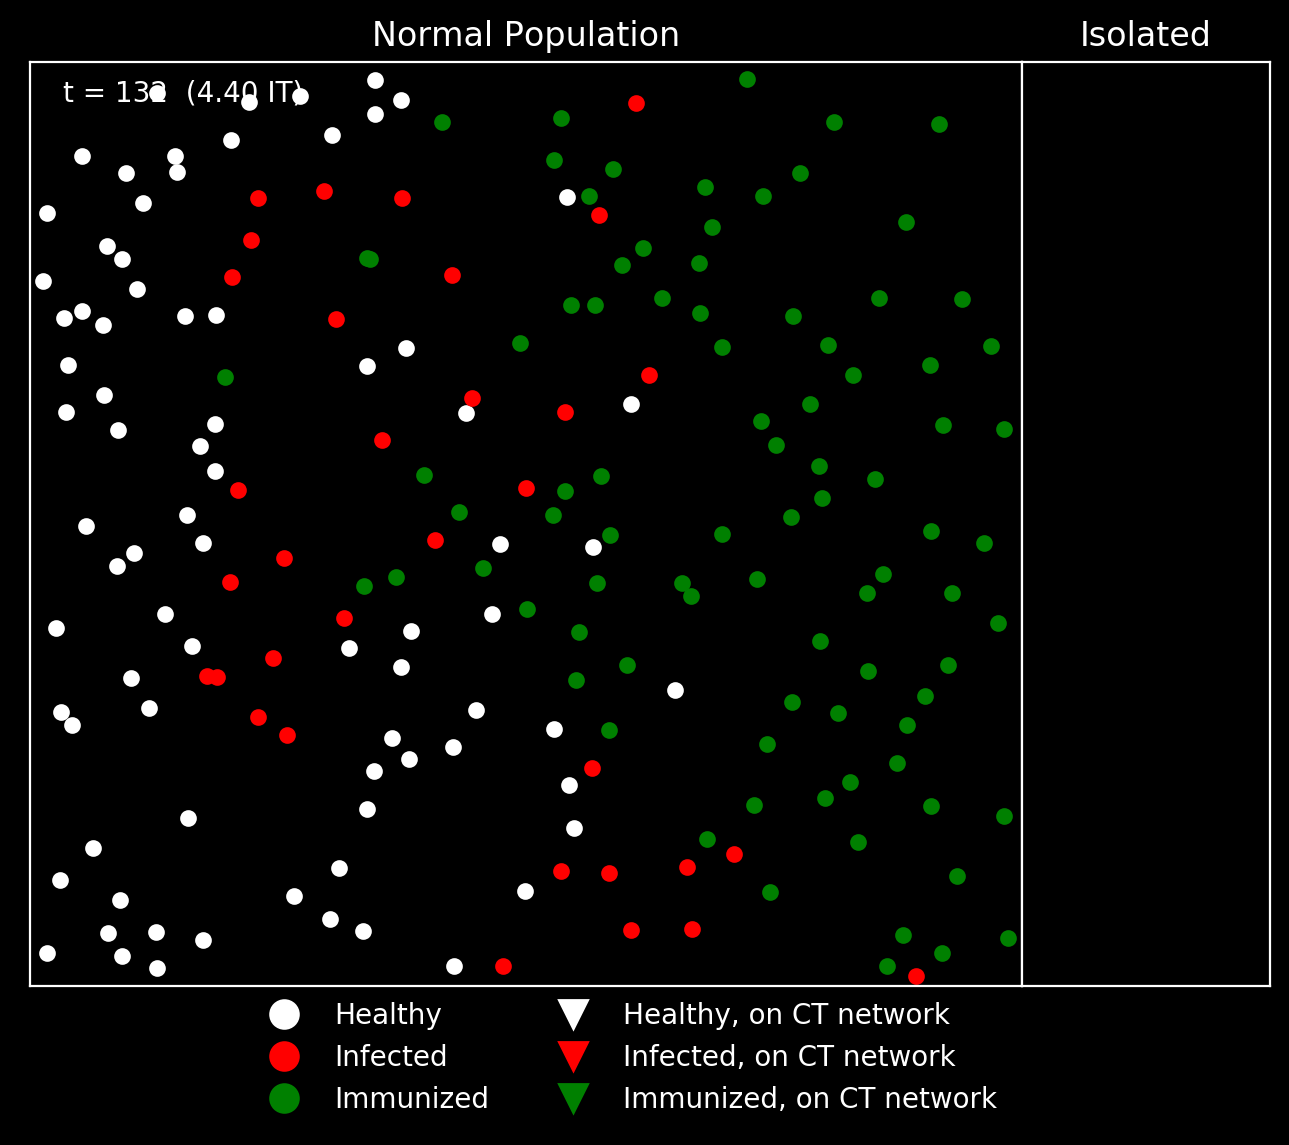 Normal Population
Isolated
t = 132  (4.40 IT)
Healthy
Infected
Immunized
Healthy, on CT network
Infected, on CT network
Immunized, on CT network